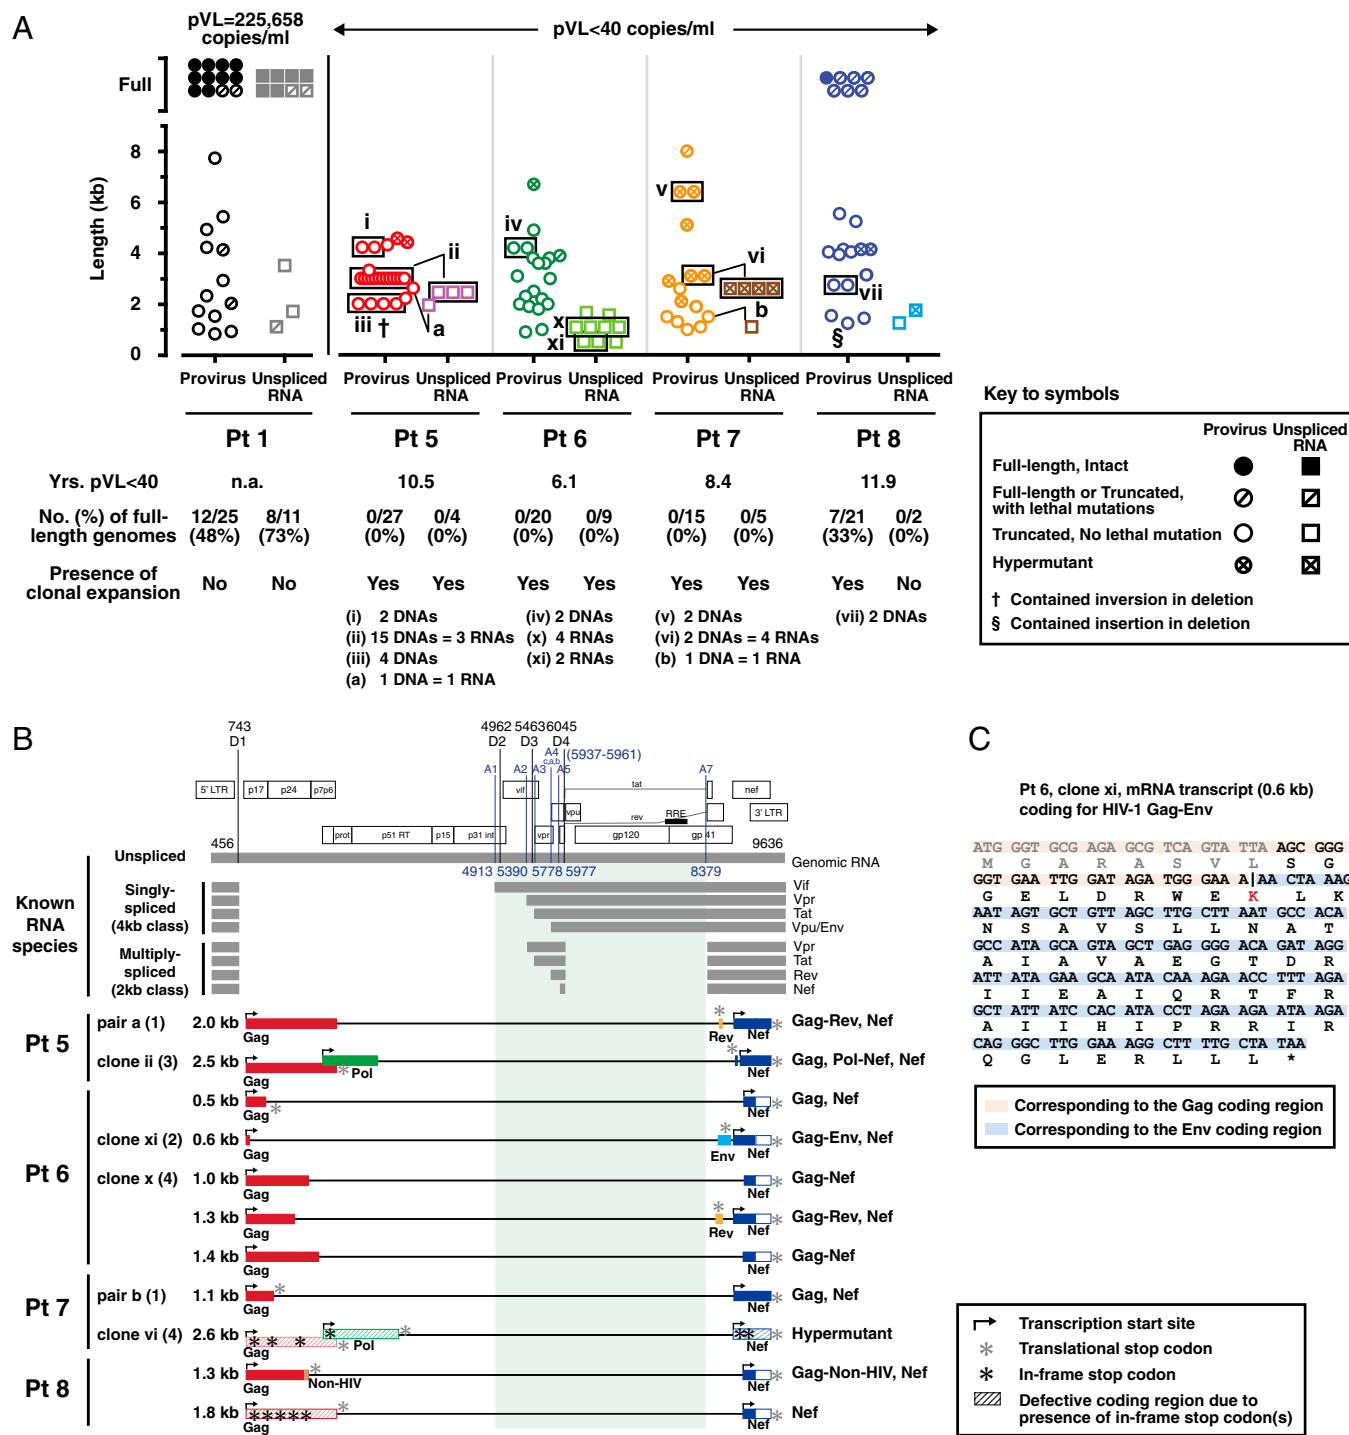 A
pVL=225,658
copies/ml
pVL<40 copies/ml
Full
8
6
4
2
0
Length (kb)
i
ii
iii †
a
iv
x
xi
v
vi
b
vii
§
Provirus Unspliced RNA
Provirus Unspliced RNA
Provirus Unspliced RNA
Provirus Unspliced RNA
Provirus Unspliced RNA
Pt 1 Pt 5 Pt 6 Pt 7 Pt 8
Yrs. pVL<40 n.a. 10.5 6.1 8.4 11.9
No. (%) of full- 12/25 8/11 0/27 0/4 0/20 0/9 0/15 0/5 7/21 0/2
length genomes (48%) (73%) (0%) (0%) (0%) (0%) (0%) (0%) (33%) (0%)
Presence of
clonal expansion No No Yes Yes Yes Yes Yes Yes Yes No
(i) 2 DNAs
(ii) 15 DNAs = 3 RNAs
(iii) 4 DNAs
(a) 1 DNA = 1 RNA
(iv) 2 DNAs
(x) 4 RNAs
(xi) 2 RNAs
(v) 2 DNAs
(vi) 2 DNAs = 4 RNAs
(b) 1 DNA = 1 RNA
(vii) 2 DNAs
Key to symbols
Provirus Unspliced
RNA
Full-length, Intact
Full-length or Truncated,
with lethal mutations
Truncated, No lethal mutation
Hypermutant
† Contained inversion in deletion
§ Contained insertion in deletion
B
743 4962 5463 6045
D1 D2 D3 D4
A4
c,a,b
(5937-5961)
A1 A2 A3 A5 A7
5' LTR p17 p24 p7p6 vif tat nef
vpu rev RRE 3' LTR
prot p51 RT p15 p31 int vpr gp120 gp 41
456 9636
Unspliced Genomic RNA
4913 5390 5778 5977 8379
Known
RNA
species
Singly-
spliced
(4kb class)
Vif
Vpr
Tat
Vpu/Env
Multiply-
spliced
(2kb class)
Vpr
Tat
Rev
Nef
Pt 5
pair a (1) 2.0 kb Gag Rev Nef * Gag-Rev, Nef
clone ii (3) 2.5 kb Gag * Pol Nef * Gag, Pol-Nef, Nef
Pt 6
0.5 kb Gag * Nef * Gag, Nef
clone xi (2) 0.6 kb Gag Env Nef * Gag-Env, Nef
clone x (4) 1.0 kb Gag Nef * Gag-Nef
1.3 kb Gag Rev Nef * Gag-Rev, Nef
1.4 kb Gag Nef * Gag-Nef
Pt 7
pair b (1) 1.1 kb Gag * Nef * Gag, Nef
clone vi (4) 2.6 kb Gag * Pol * Nef * Hypermutant
Pt 8
1.3 kb Gag * Non-HIV Nef * Gag-Non-HIV, Nef
1.8 kb Gag * Nef * Nef
C
Pt 6, clone xi, mRNA transcript (0.6 kb)
coding for HIV-1 Gag-Env
ATG GGT GCG AGA GCG TCA GTA TTA AGC GGG
M G A R A S V L S G
GGT GAA TTG GAT AGA TGG GAA A|AA CTA AAG
G E L D R W E K L K
AAT AGT GCT GTT AGC TTG CTT AAT GCC ACA
N S A V S L L N A T
GCC ATA GCA GTA GCT GAG GGG ACA GAT AGG
A I A V A E G T D R
ATT ATA GAA GCA ATA CAA AGA ACC TTT AGA
I I E A I Q R T F R
GCT ATT ATC CAC ATA CCT AGA AGA ATA AGA
A I I H I P R R I R
CAG GGC TTG GAA AGG CTT TTG CTA TAA
Q G L E R L L L *
Corresponding to the Gag coding region
Corresponding to the Env coding region
Transcription start site
* Translational stop codon
* In-frame stop codon
Defective coding region due to
presence of in-frame stop codon(s)